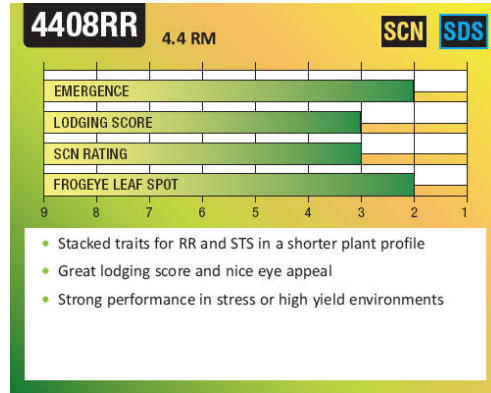 4408RR 4.4 RM SCN SDS
EMERGENCE
LODGING SCORE
SCN RATING
FROGEYE LEAF SPOT
9 8 7 6 5 4 3 2 1
• Stacked traits for RR and STS in a shorter plant profile
• Great lodging score and nice eye appeal
• Strong performance in stress or high yield environments